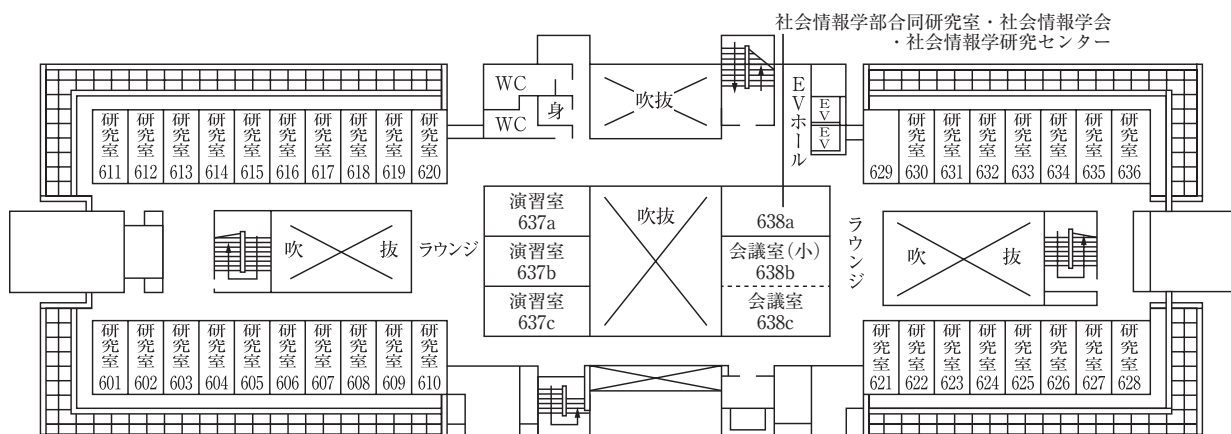 社会情報学部合同研究室・社会情報学会
・社会情報学研究センター
WC
身
WC
吹抜
EVホール
EV
EV
研究室 611
研究室 612
研究室 613
研究室 614
研究室 615
研究室 616
研究室 617
研究室 618
研究室 619
研究室 620
629
研究室 630
研究室 631
研究室 632
研究室 633
研究室 634
研究室 635
研究室 636
吹抜
ラウンジ
演習室
637a
演習室
637b
演習室
637c
吹抜
638a
会議室(小)
638b
会議室
638c
ラウンジ
吹抜
研究室 601
研究室 602
研究室 603
研究室 604
研究室 605
研究室 606
研究室 607
研究室 608
研究室 609
研究室 610
研究室 621
研究室 622
研究室 623
研究室 624
研究室 625
研究室 626
研究室 627
研究室 628